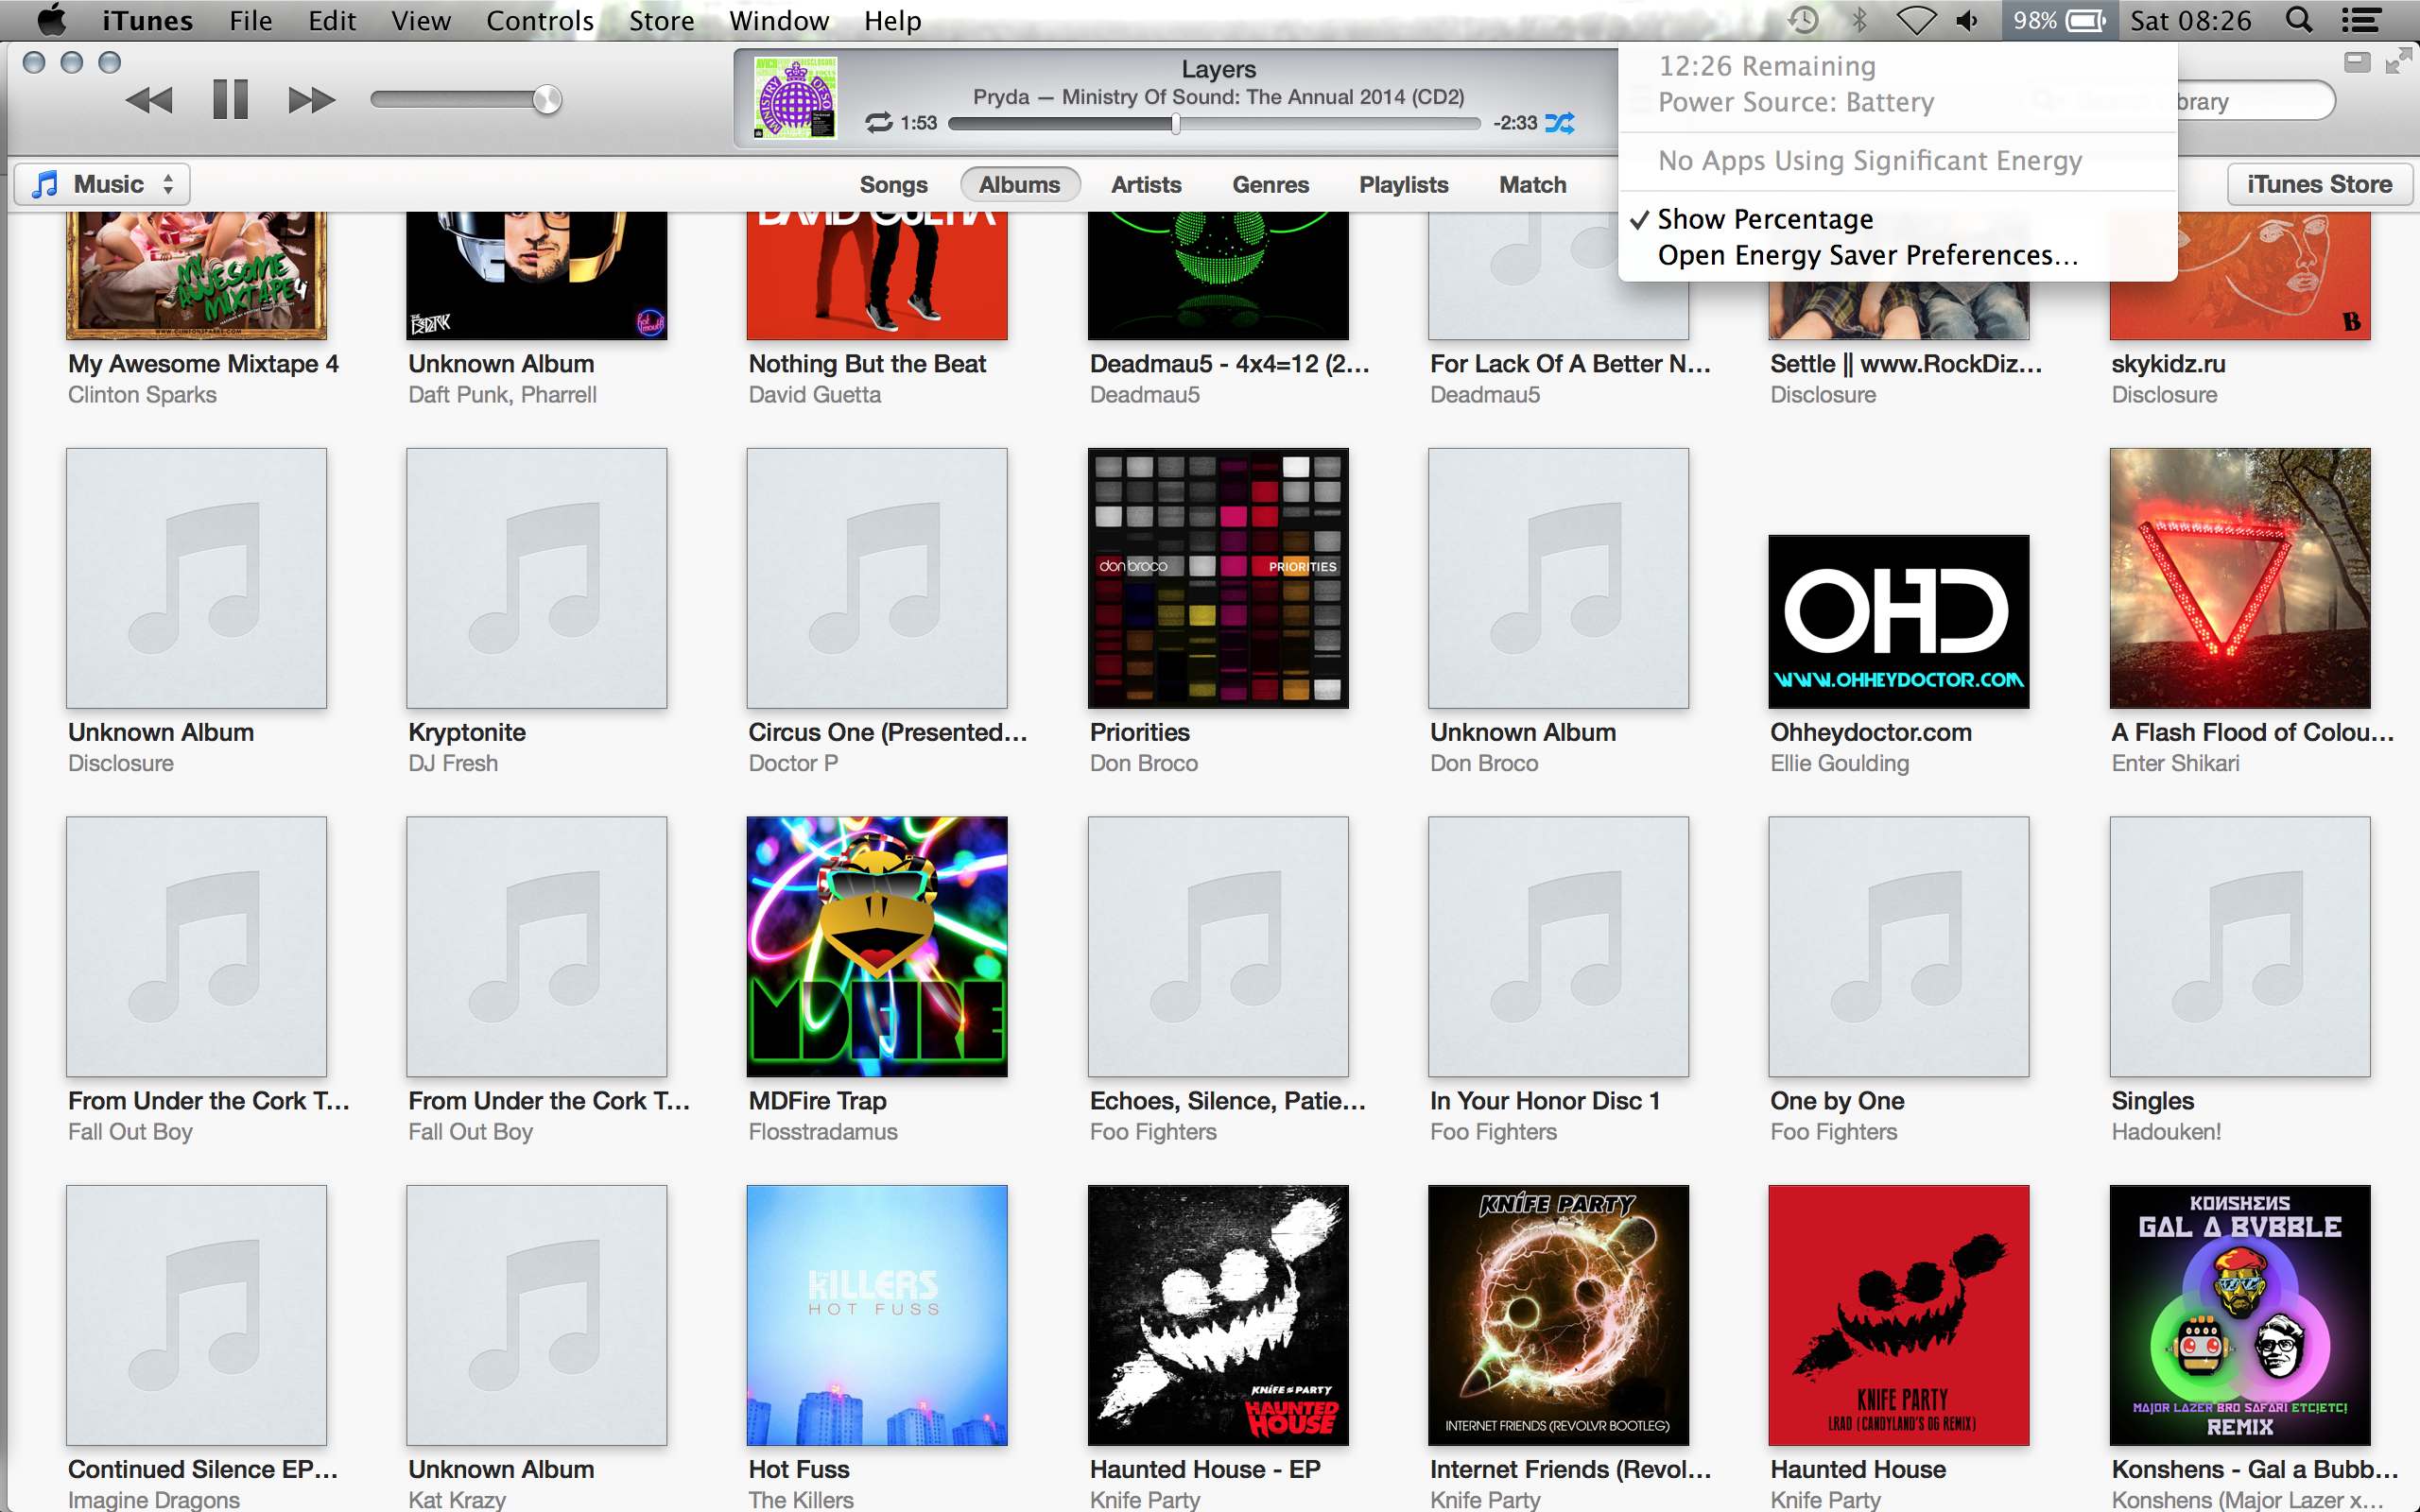 iTunes File Edit View Controls Store Window Help 98% Sat 08:26
Layers
Pryda — Ministry Of Sound: The Annual 2014 (CD2)
1:53 -2:33
12:26 Remaining
Power Source: Battery
No Apps Using Significant Energy
Show Percentage
Open Energy Saver Preferences...
Music Songs Albums Artists Genres Playlists Match iTunes Store
MY AWESOME MIXTAPE 4
WWW.CLINTONSPARKS.COM
DAVID GUETTA
B
My Awesome Mixtape 4 Unknown Album Nothing But the Beat Deadmau5 - 4x4=12 (2... For Lack Of A Better N... Settle || www.RockDiz... skykidz.ru
Clinton Sparks Daft Punk, Pharrell David Guetta Deadmau5 Deadmau5 Disclosure Disclosure
don broco PRIORITIES
OHD
WWW.OHHEYDOCTOR.COM
Unknown Album Kryptonite Circus One (Presented... Priorities Unknown Album Ohheydoctor.com A Flash Flood of Colou...
Disclosure DJ Fresh Doctor P Don Broco Don Broco Ellie Goulding Enter Shikari
MDFIRE
From Under the Cork T... From Under the Cork T... MDFire Trap Echoes, Silence, Patie... In Your Honor Disc 1 One by One Singles
Fall Out Boy Fall Out Boy Flosstradamus Foo Fighters Foo Fighters Foo Fighters Hadouken!
the KILLERS
HOT FUSS
KNIFE PARTY
HAUNTED
HOUSE
KNIFE PARTY
INTERNET FRIENDS (REVOLVR BOOTLEG)
KNIFE PARTY
LRAD (CANDYLAND'S OG REMIX)
KONSHENS
GAL A BVBBLE
MAJOR LAZER BRO SAFARI ETC!ETC!
REMIX
Continued Silence EP... Unknown Album Hot Fuss Haunted House - EP Internet Friends (Revol... Haunted House Konshens - Gal a Bubb...
Imagine Dragons Kat Krazy The Killers Knife Party Knife Party Knife Party Konshens (Major Lazer x...